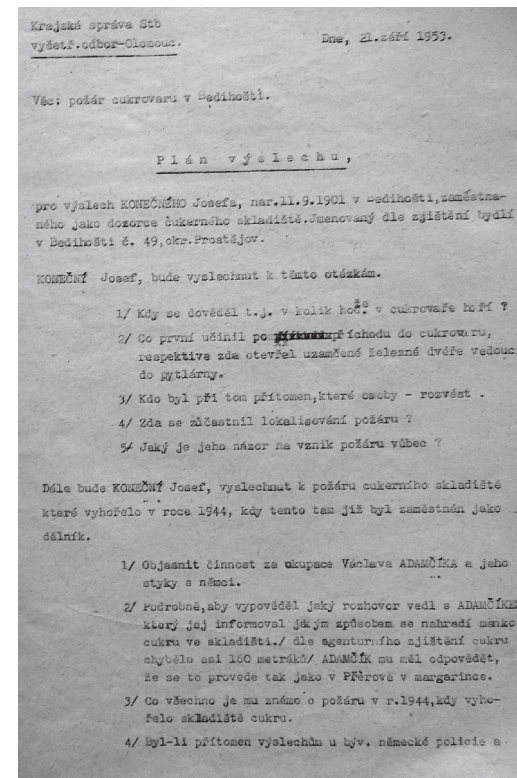 Krajská správa Stb
vyšetř.odbor-Olomouc.
Dne, 21.září 1953.
Věc: požár cukrovaru v Bedihošti.
Plán výslechu,
pro výslech KONEČNÉHO Josefa, nar.11.9.1901 v Bedihošti,zaměstna-
ného jako dozorce cukerného skladiště.Jmenovaný dle zjištění bydlí
v Bedihošti č. 49,okr.Prostějov.
KONEČNÝ Josef, bude vyslechnut k těmto otázkám.
1/ Kdy se dověděl t.j. v kolik hod. že v cukrovaře hoří ?
2/ Co první učinil po příchodu do cukrovaru,
respektive zda otevřel uzamčené železné dvéře vedoucí
do pytlárny.
3/ Kdo byl při tom přítomen,které osoby - rozvést .
4/ Zda se zúčastnil lokalisování požáru ?
5/ Jaký je jeho názor na vznik požáru vůbec ?
Dále bude KONEČNÝ Josef, vyslechnut k požáru cukerného skladiště
které vyhořelo v roce 1944, kdy tento tam již byl zaměstnán jako
dělník.
1/ Objasnit činnost za okupace Václava ADAMČÍKA a jeho
styky s němci.
2/ Podrobně,aby vypověděl jaký rozhovor vedl s ADAMČÍKEM
který jej informoval jakým způsobem se nahradí manko
cukru ve skladišti./ dle agenturního zjištění cukru
chybělo asi 160 metráků/ ADAMČÍK mu měl odpovědět,
že se to provede tak jako v Přerově v margarince.
3/ Co všechno je mu známo o požáru v r.1944,kdy vyho-
řelo skladiště cukru.
4/ Byl-li přítomen výslechům u býv. německé policie a